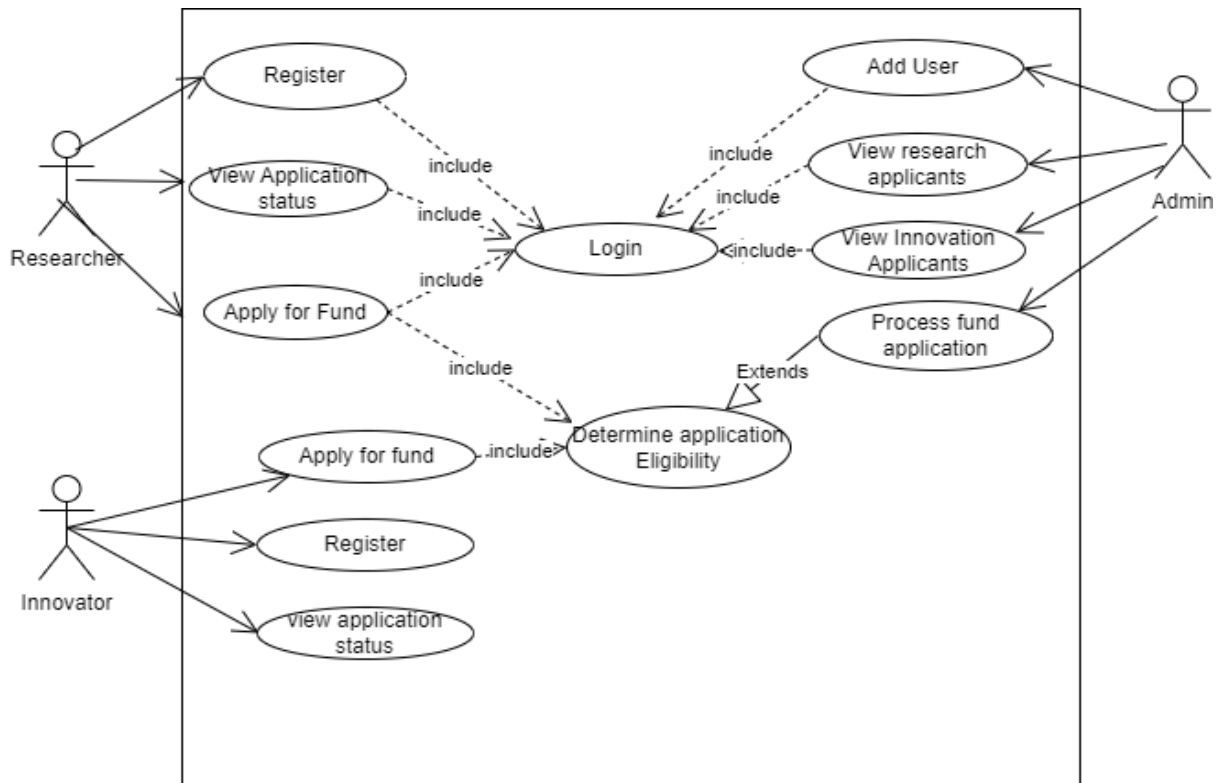 Register
Add User
include
include
View research
applicants
View Application
status
include
include
Admin
Researcher
Login
include
View Innovation
Applicants
include
Apply for Fund
Process fund
application
include
Extends
Determine application
Eligibility
Apply for fund
include
Register
Innovator
View application
status